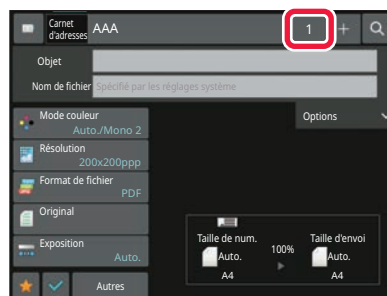 Carnet
d'adresses
AAA
1
Objet
Nom de fichier
Spécifié par les réglages système
Mode couleur
Auto./Mono 2
Options
Résolution
200x200ppp
Format de fichier
PDF
Original
Exposition
Auto.
Taille de num.
Auto.
A4
100%
Taille d'envoi
Auto.
A4
Autres